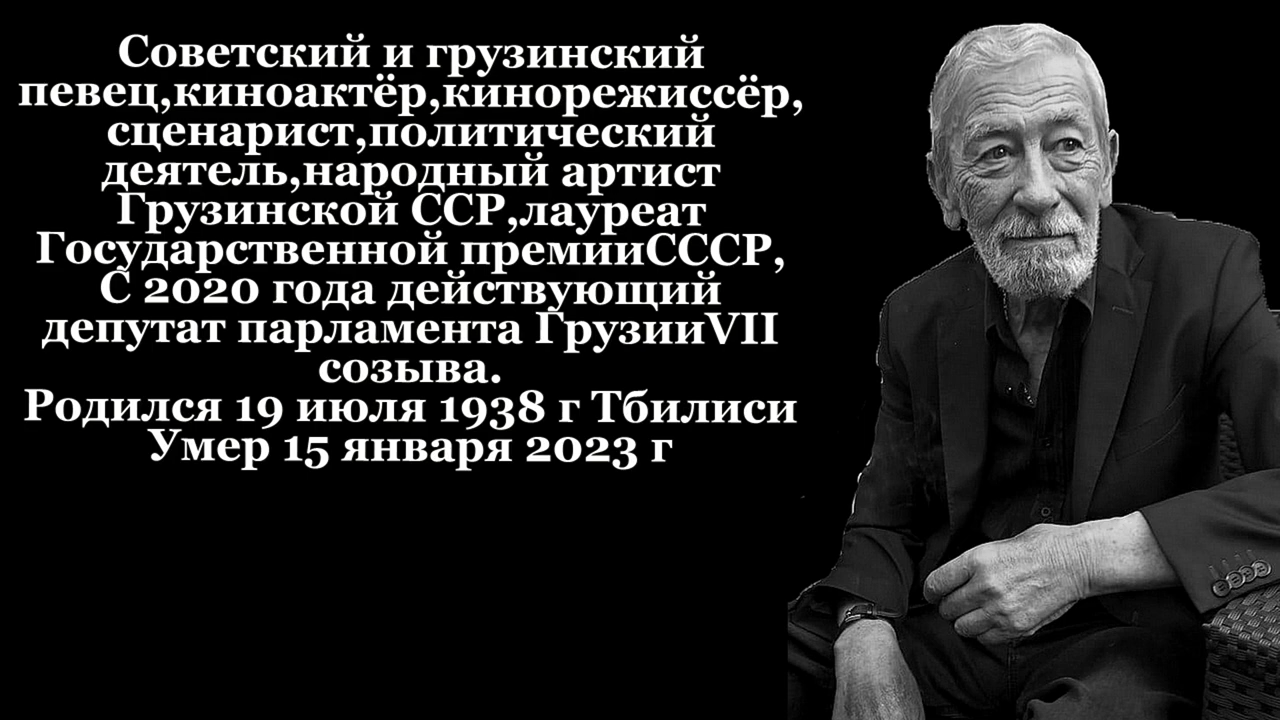 Советский и грузинский
певец,киноактёр,кинорежиссёр,
сценарист,политический
деятель,народный артист
Грузинской ССР,лауреат
Государственной премииСССР,
С 2020 года действующий
депутат парламента ГрузииVII
созыва.
Родился 19 июля 1938 г Тбилиси
Умер 15 января 2023 г